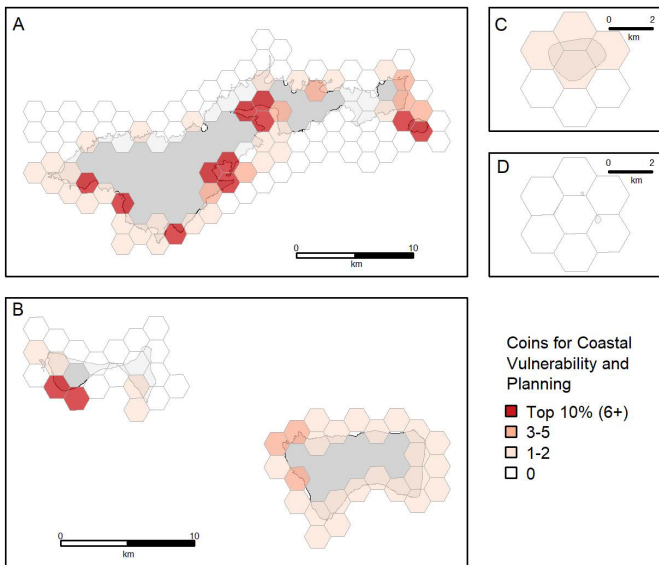 A
0
10
km
C
0
2
km
D
0
2
km
B
0
10
km
Coins for Coastal
Vulnerability and
Planning
Top 10% (6+)
3-5
1-2
0